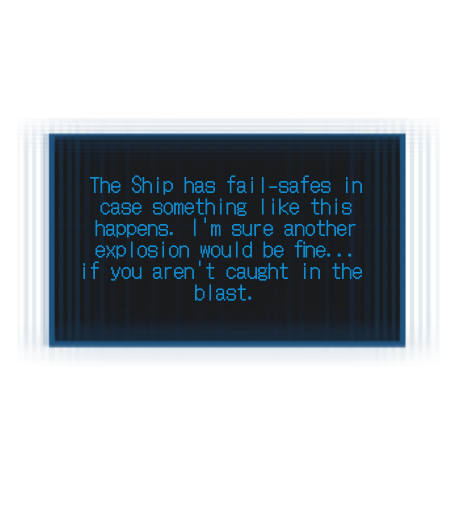 The Ship has fail-safes in
case something like this
happens. I'm sure another
explosion would be fine...
if you aren't caught in the
blast.